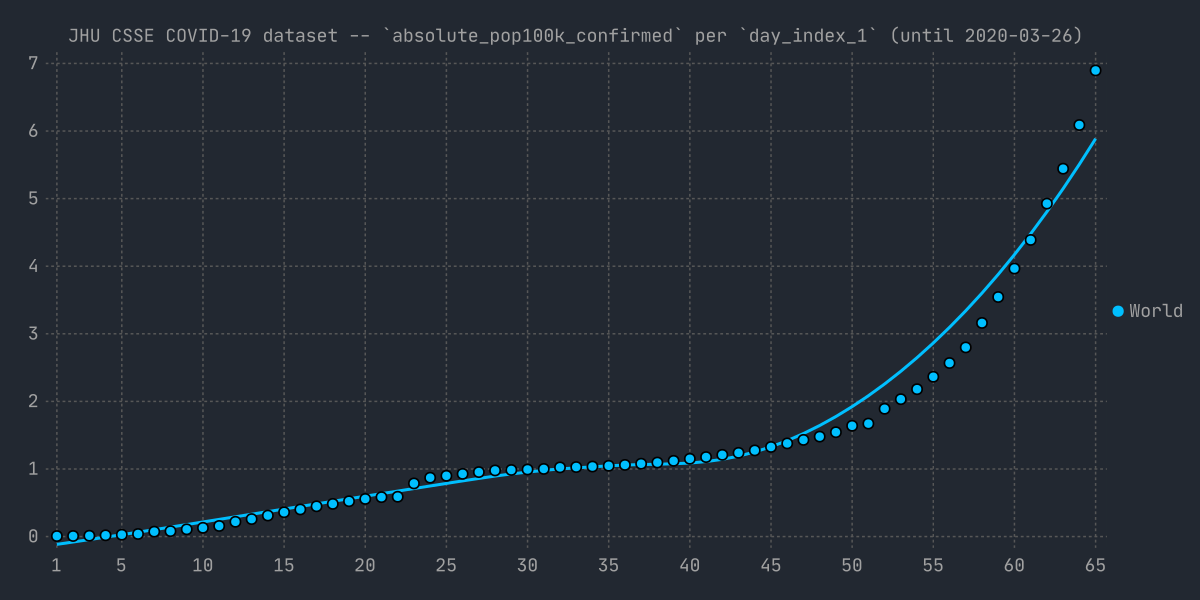 JHU CSSE COVID-19 dataset -- `absolute_pop100k_confirmed` per `day_index_1` (until 2020-03-26)
7
6
5
4
3
2
1
0
World
1 5 10 15 20 25 30 35 40 45 50 55 60 65